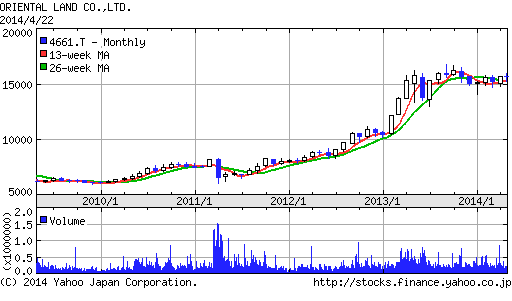 ORIENTAL LAND CO.,LTD.
2014/4/22
20000
4661.T - Monthly
13-week MA
26-week MA
15000
10000
5000
2010/1 2011/1 2012/1 2013/1 2014/1
2.0
Volume
1.5
1.0
0.5
0.0
(x1000000)
(C) 2014 Yahoo Japan Corporation. http://stocks.finance.yahoo.co.jp/